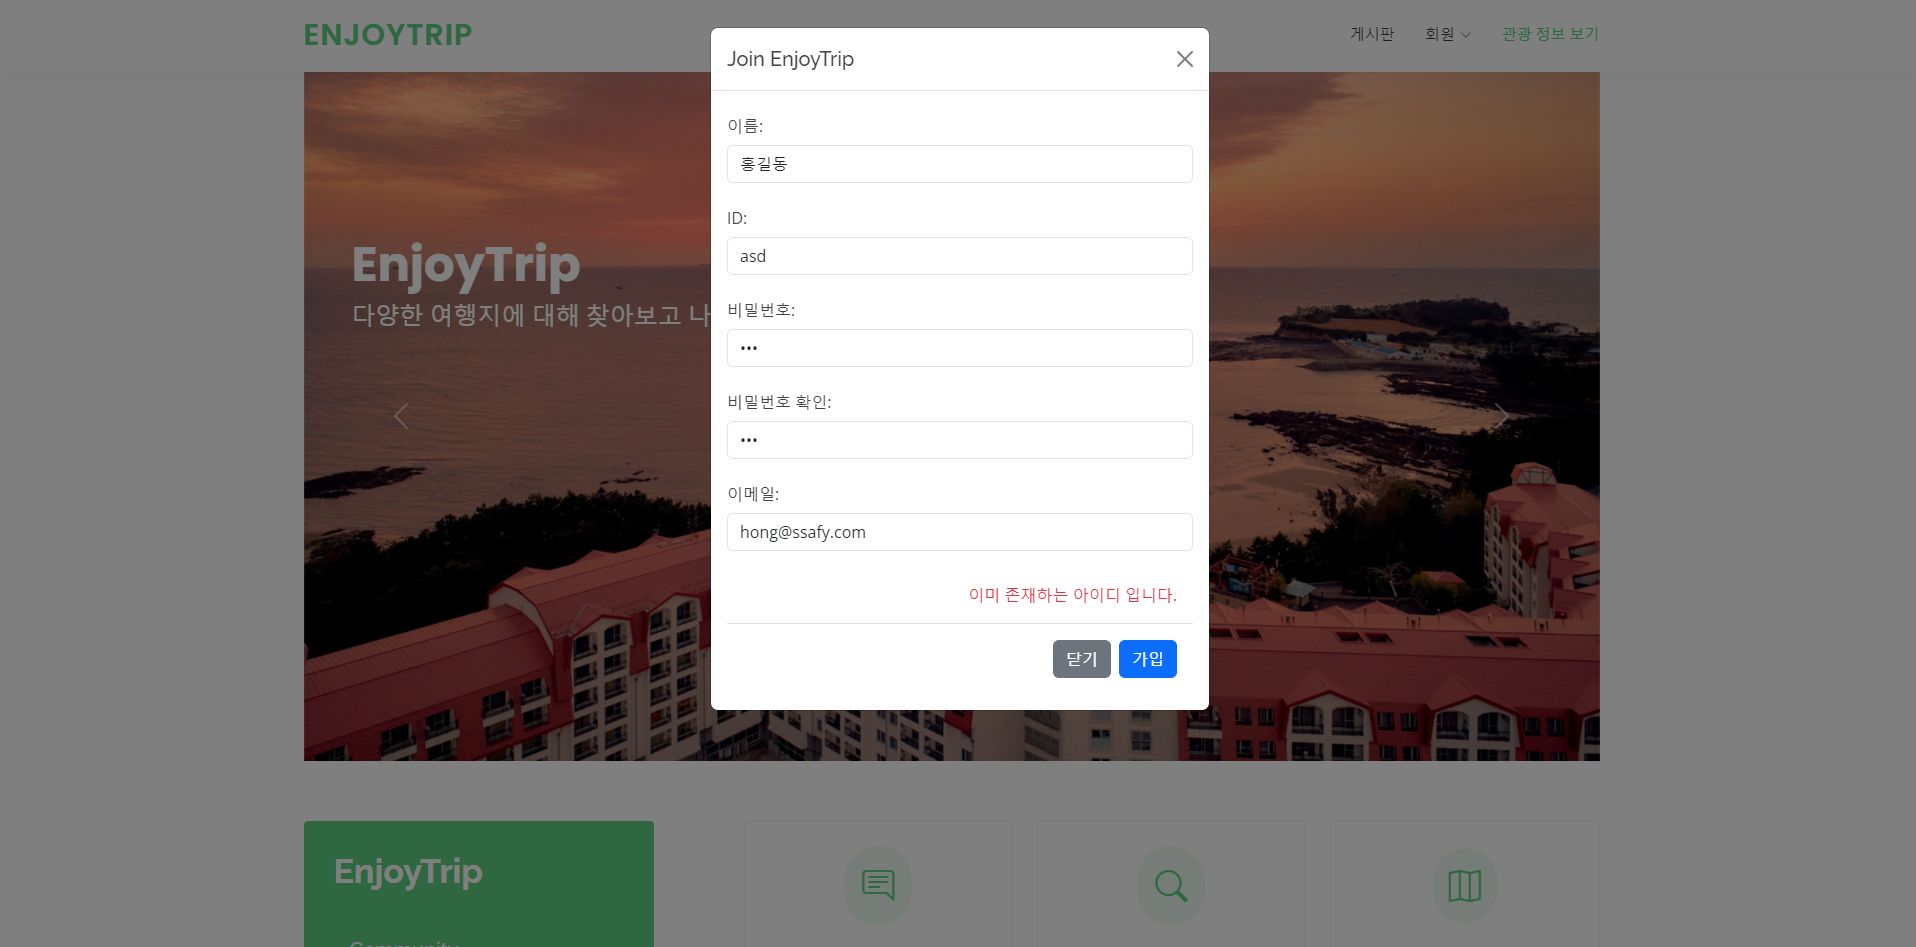 ENJOYTRIP
게시판 회원 관광 정보 보기
Join EnjoyTrip
이름:
홍길동
ID:
asd
비밀번호:
•••
비밀번호 확인:
•••
이메일:
hong@ssafy.com
이미 존재하는 아이디 입니다.
닫기 가입
EnjoyTrip
다양한 여행지에 대해 찾아보고 나
EnjoyTrip
Community